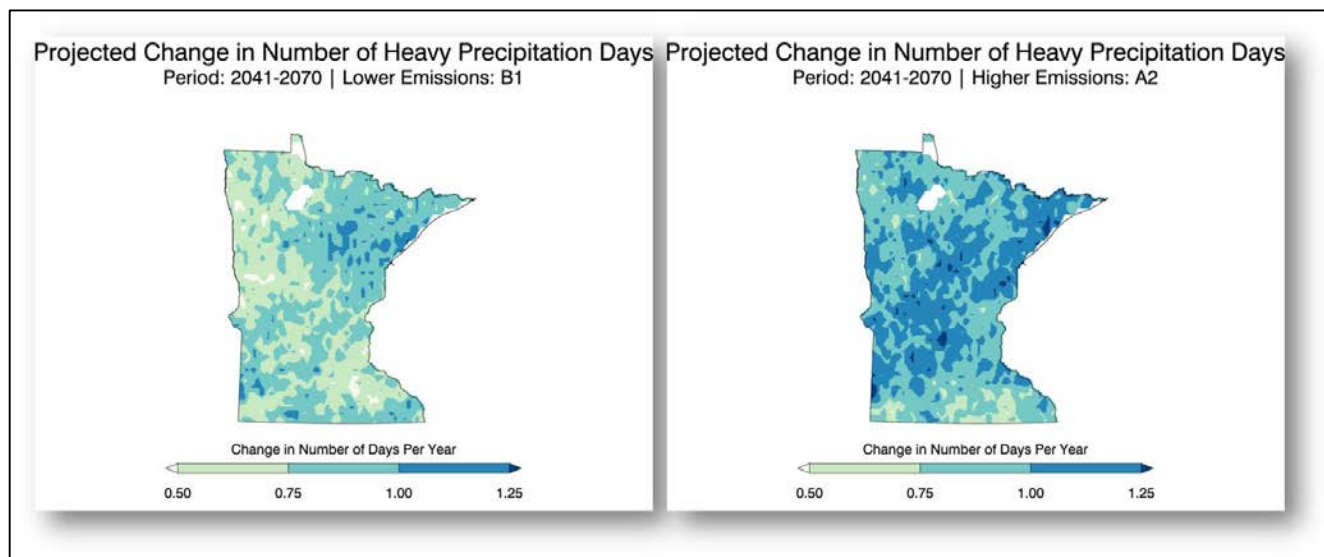 Projected Change in Number of Heavy Precipitation Days
Period: 2041-2070 | Lower Emissions: B1
Change in Number of Days Per Year
0.50 0.75 1.00 1.25
Projected Change in Number of Heavy Precipitation Days
Period: 2041-2070 | Higher Emissions: A2
Change in Number of Days Per Year
0.50 0.75 1.00 1.25